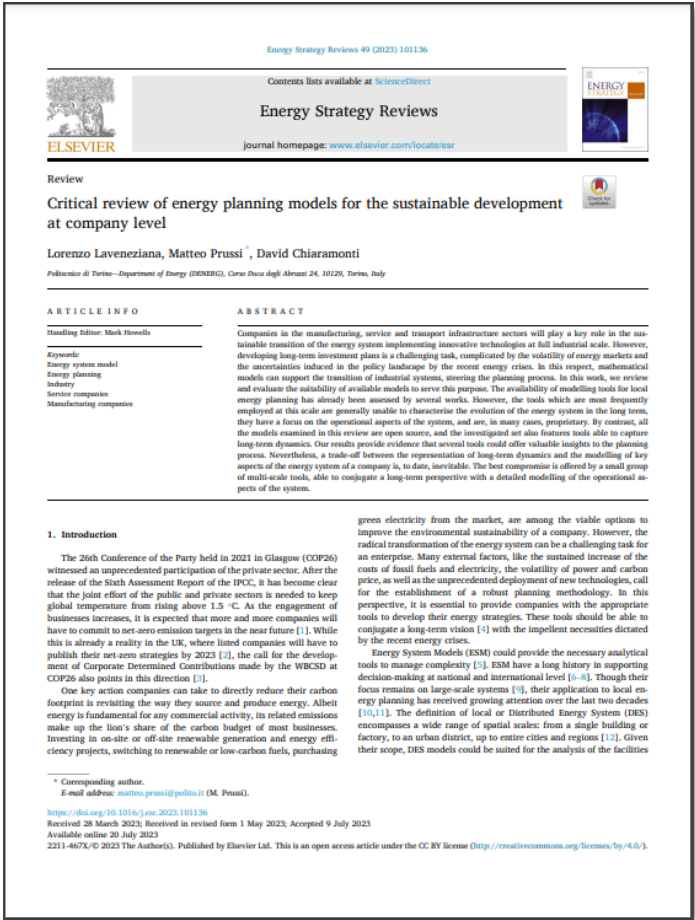 Energy Strategy Reviews 49 (2023) 101136
Contents lists available at ScienceDirect
Energy Strategy Reviews
journal homepage: www.elsevier.com/locate/esr
ELSEVIER
ENERGY
STRATEGY
Check for
updates
Review
Critical review of energy planning models for the sustainable development
at company level
Lorenzo Laveneziana, Matteo Prussi *, David Chiaramonti
Politecnico di Torino—Department of Energy (DENERG), Corso Duca degli Abruzzi 24, 10129, Torino, Italy
ARTICLE INFO
Handling Editor: Mark Howells
Keywords:
Energy system model
Energy planning
Industry
Service companies
Manufacturing companies
ABSTRACT
Companies in the manufacturing, service and transport infrastructure sectors will play a key role in the sus-
tainable transition of the energy system implementing innovative technologies at full industrial scale. However,
developing long-term investment plans is a challenging task, complicated by the volatility of energy markets and
the uncertainties induced in the policy landscape by the recent energy crises. In this respect, mathematical
models can support the transition of industrial systems, steering the planning process. In this work, we review
and evaluate the suitability of available models to serve this purpose. The availability of modelling tools for local
energy planning has already been assessed by several works. However, the tools which are most frequently
employed at this scale are generally unable to characterise the evolution of the energy system in the long term,
they have a focus on the operational aspects of the system, and are, in many cases, proprietary. By contrast, all
the models examined in this review are open source, and the investigated set also features tools able to capture
long-term dynamics. Our results provide evidence that several tools could offer valuable insights to the planning
process. Nevertheless, a trade-off between the representation of long-term dynamics and the modelling of key
aspects of the energy system of a company is, to date, inevitable. The best compromise is offered by a small group
of multi-scale tools, able to conjugate a long-term perspective with a detailed modelling of the operational as-
pects of the system.
1. Introduction
The 26th Conference of the Party held in 2021 in Glasgow (COP26)
witnessed an unprecedented participation of the private sector. After the
release of the Sixth Assessment Report of the IPCC, it has become clear
that the joint effort of the public and private sectors is needed to keep
global temperature from rising above 1.5 °C. As the engagement of
businesses increases, it is expected that more and more companies will
have to commit to net-zero emission targets in the near future [1]. While
this is already a reality in the UK, where listed companies will have to
publish their net-zero strategies by 2023 [2], the call for the develop-
ment of Corporate Determined Contributions made by the WBCSD at
COP26 also points in this direction [3].
One key action companies can take to directly reduce their carbon
footprint is revisiting the way they source and produce energy. Albeit
energy is fundamental for any commercial activity, its related emissions
make up the lion's share of the carbon budget of most businesses.
Investing in on-site or off-site renewable generation and energy effi-
ciency projects, switching to renewable or low-carbon fuels, purchasing
green electricity from the market, are among the viable options to
improve the environmental sustainability of a company. However, the
radical transformation of the energy system can be a challenging task for
an enterprise. Many external factors, like the sustained increase of the
costs of fossil fuels and electricity, the volatility of power and carbon
price, as well as the unprecedented deployment of new technologies, call
for the establishment of a robust planning methodology. In this
perspective, it is essential to provide companies with the appropriate
tools to develop their energy strategies. These tools should be able to
conjugate a long-term vision [4] with the impellent necessities dictated
by the recent energy crises.
Energy System Models (ESM) could provide the necessary analytical
tools to manage complexity [5]. ESM have a long history in supporting
decision-making at national and international level [6–8]. Though their
focus remains on large-scale systems [9], their application to local en-
ergy planning has received growing attention over the last two decades
[10,11]. The definition of local or Distributed Energy System (DES)
encompasses a wide range of spatial scales: from a single building or
factory, to an urban district, up to entire cities and regions [12]. Given
their scope, DES models could be suited for the analysis of the facilities
* Corresponding author.
E-mail address: matteo.prussi@polito.it (M. Prussi).
https://doi.org/10.1016/j.esr.2023.101136
Received 28 March 2023; Received in revised form 1 May 2023; Accepted 9 July 2023
Available online 20 July 2023
2211-467X/© 2023 The Author(s). Published by Elsevier Ltd. This is an open access article under the CC BY license (http://creativecommons.org/licenses/by/4.0/).